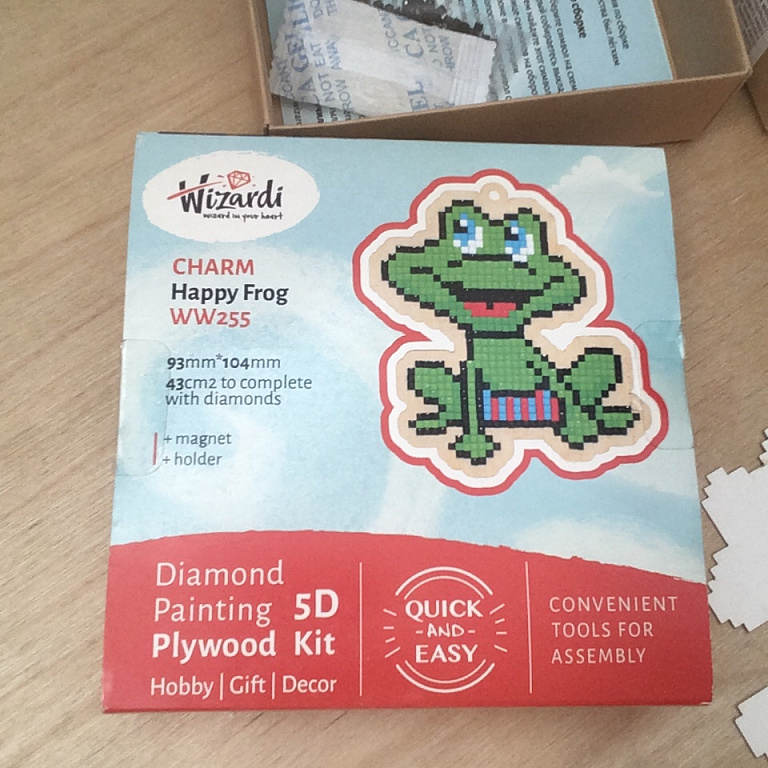 NOT EAT
Wizardi
wizard in your heart
CHARM
Happy Frog
WW255
93mm*104mm
43cm2 to complete
with diamonds
+ magnet
+ holder
Diamond
Painting 5D
Plywood Kit
Hobby | Gift | Decor
QUICK
-AND-
EASY
CONVENIENT
TOOLS FOR
ASSEMBLY